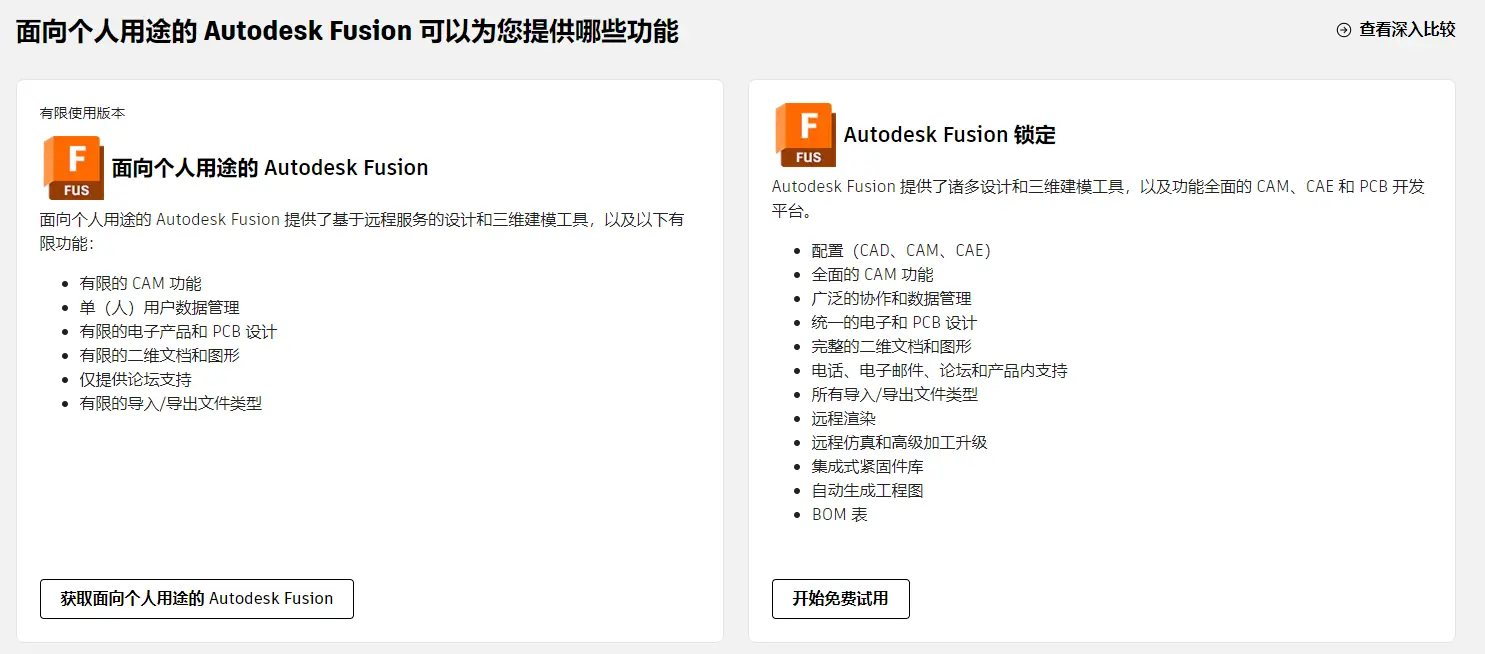 面向个人用途的 Autodesk Fusion 可以为您提供哪些功能
查看深入比较
有限使用版本
F
FUS
面向个人用途的 Autodesk Fusion
面向个人用途的 Autodesk Fusion 提供了基于远程服务的设计和三维建模工具，以及以下有
限功能：
有限的 CAM 功能
单（人）用户数据管理
有限的电子产品和 PCB 设计
有限的二维文档和图形
仅提供论坛支持
有限的导入/导出文件类型
获取面向个人用途的 Autodesk Fusion
F
FUS
Autodesk Fusion 锁定
Autodesk Fusion 提供了诸多设计和三维建模工具，以及功能全面的 CAM、CAE 和 PCB 开发
平台。
配置（CAD、CAM、CAE）
全面的 CAM 功能
广泛的协作和数据管理
统一的电子和 PCB 设计
完整的二维文档和图形
电话、电子邮件、论坛和产品内支持
所有导入/导出文件类型
远程渲染
远程仿真和高级加工升级
集成式紧固件库
自动生成工程图
BOM 表
开始免费试用